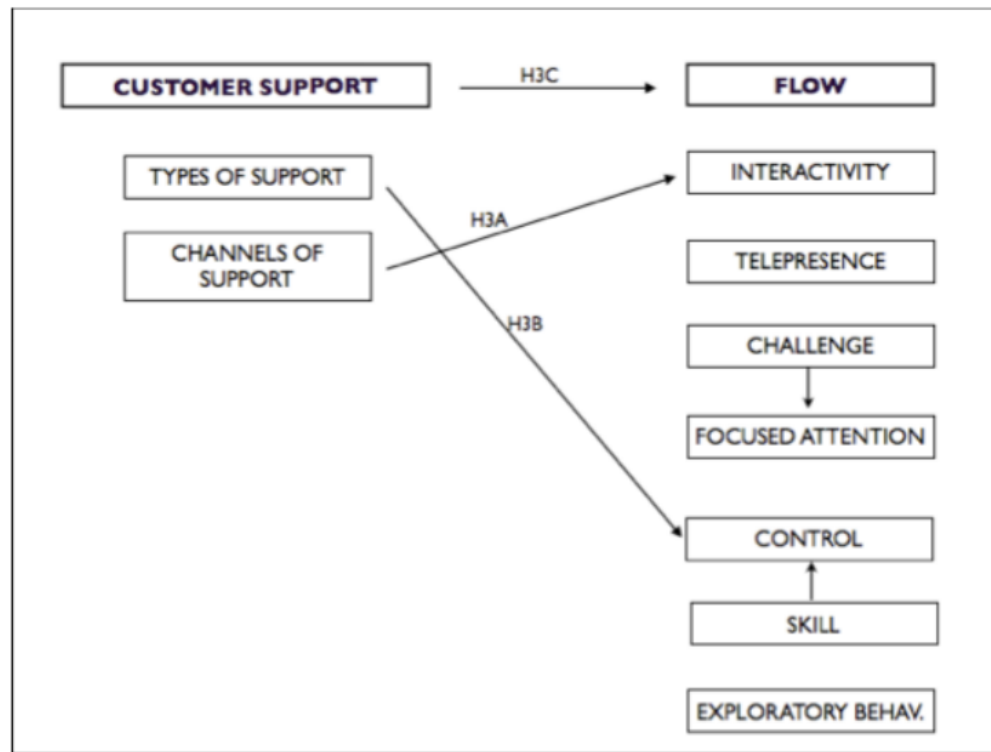 CUSTOMER SUPPORT
H3C
FLOW
TYPES OF SUPPORT
INTERACTIVITY
H3A
CHANNELS OF
SUPPORT
TELEPRESENCE
H3B
CHALLENGE
FOCUSED ATTENTION
CONTROL
SKILL
EXPLORATORY BEHAV.